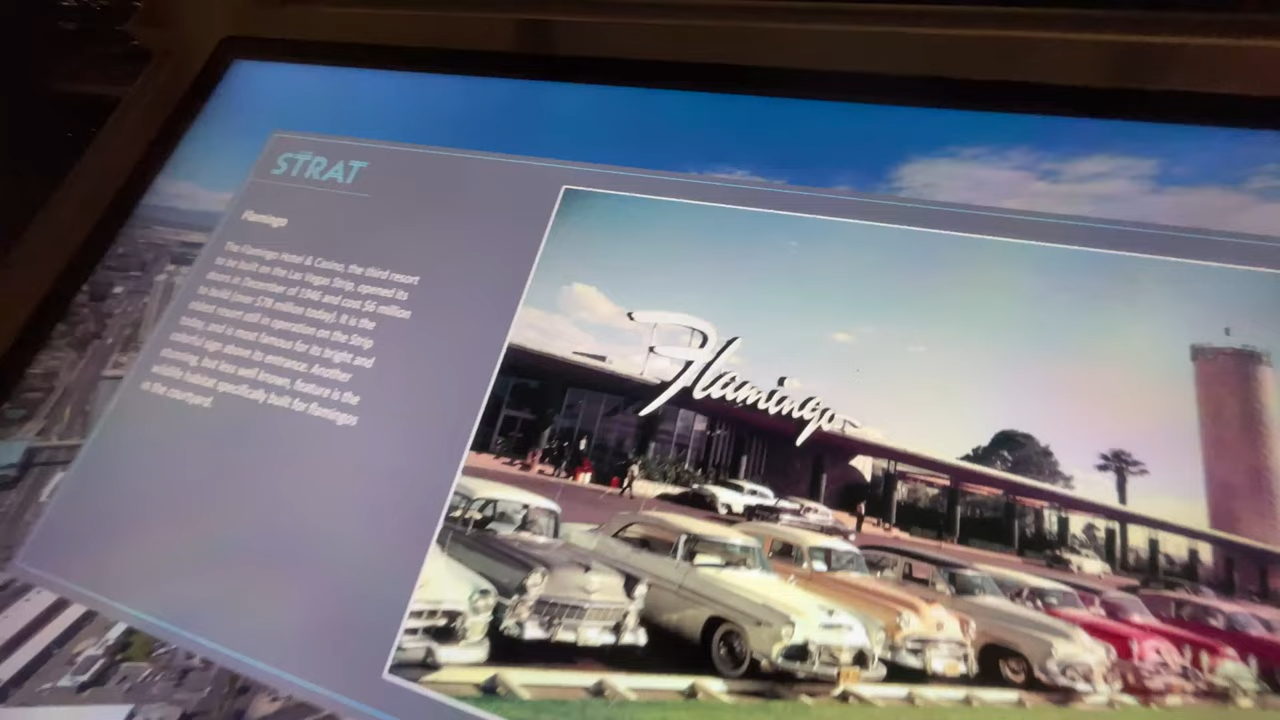 STRAT
Flamingo
The Flamingo Hotel & Casino, the third resort
to be built on the Las Vegas Strip, opened its
doors in December of 1946 and cost $6 million
to build (over $78 million today). It is the
oldest resort still in operation on the Strip
today, and is most famous for its bright and
colorful sign above its entrance. Another
stunning, but less well known, feature is the
wildlife habitat specifically built for flamingos
in the courtyard.
Flamingo